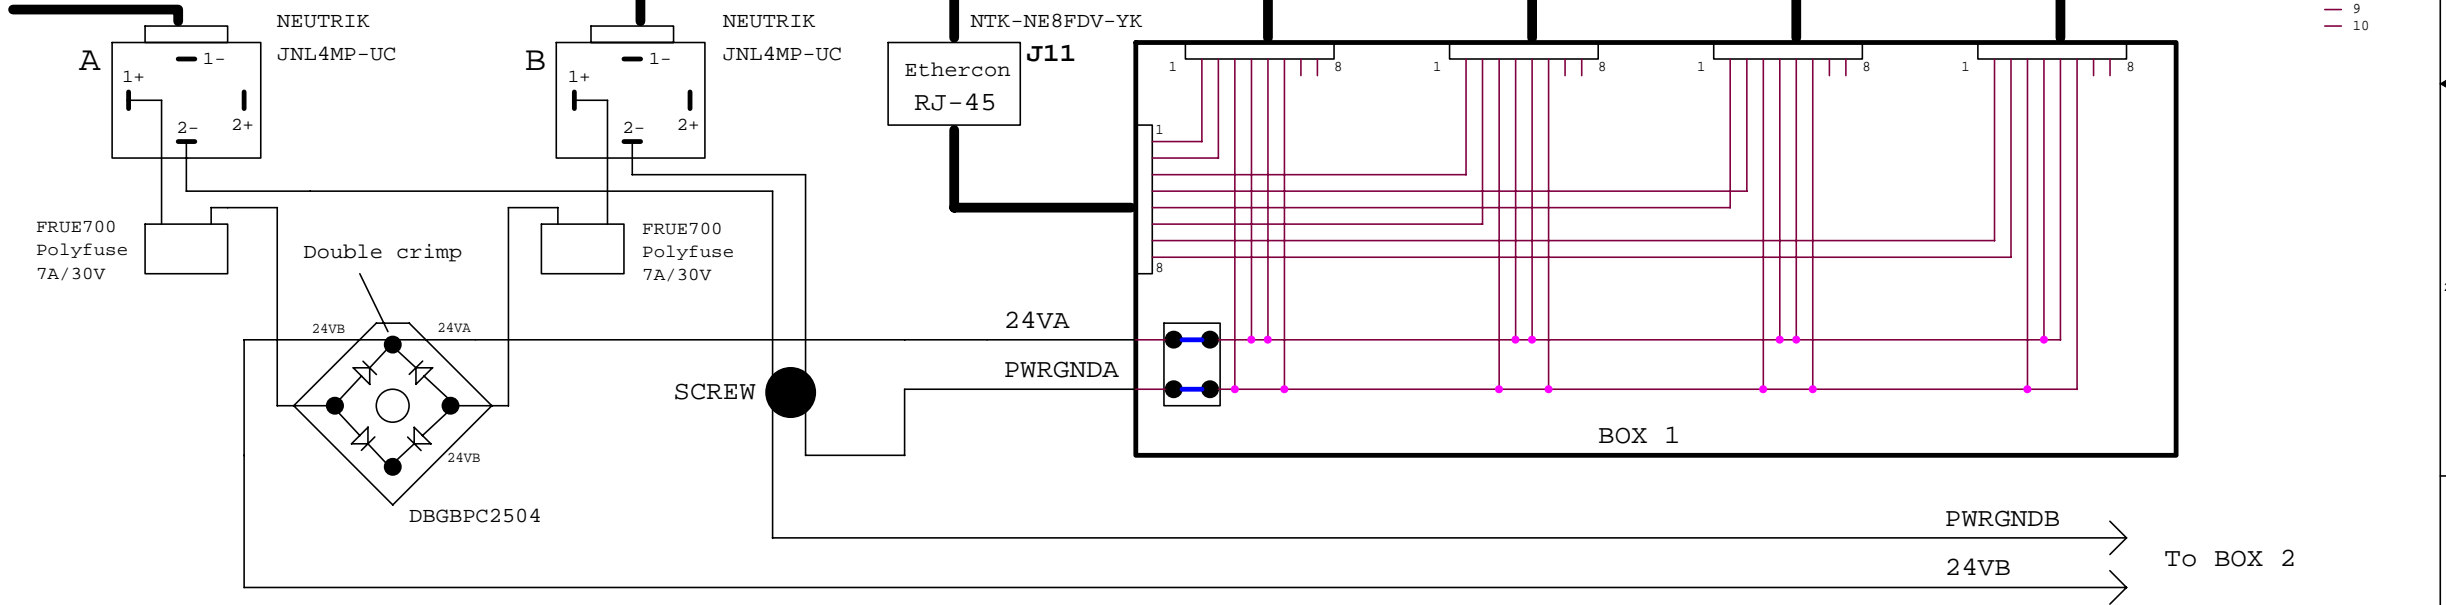 NEUTRIK
JNL4MP-UC
A
1-
1+
2-
2+
NEUTRIK
JNL4MP-UC
B
1-
1+
2-
2+
NTK-NE8FDV-YK
J11
Ethercon
RJ-45
1
8
1
8
1
8
1
8
9
10
1
8
FRUE700
Polyfuse
7A/30V
Double crimp
FRUE700
Polyfuse
7A/30V
24VB
24VA
24VB
DBGBPC2504
SCREW
24VA
PWRGNDA
BOX 1
PWRGNDB
24VB
To BOX 2